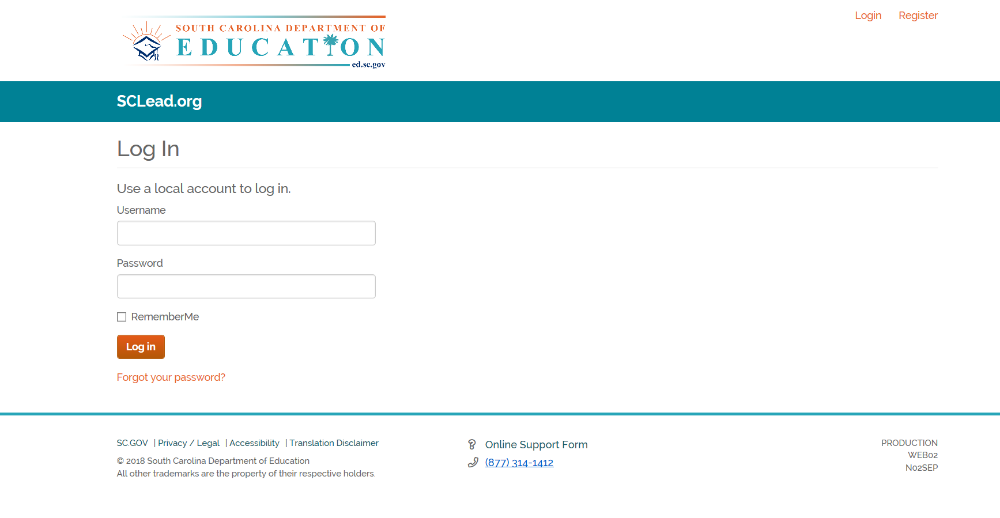 Login Register
SOUTH CAROLINA DEPARTMENT OF
EDUCATION
ed.sc.gov
SCLead.org
Log In
Use a local account to log in.
Username
Password
RememberMe
Log in
Forgot your password?
SC.GOV | Privacy / Legal | Accessibility | Translation Disclaimer
© 2018 South Carolina Department of Education
All other trademarks are the property of their respective holders.
Online Support Form
(877) 314-1412
PRODUCTION
WEB02
N02SEP